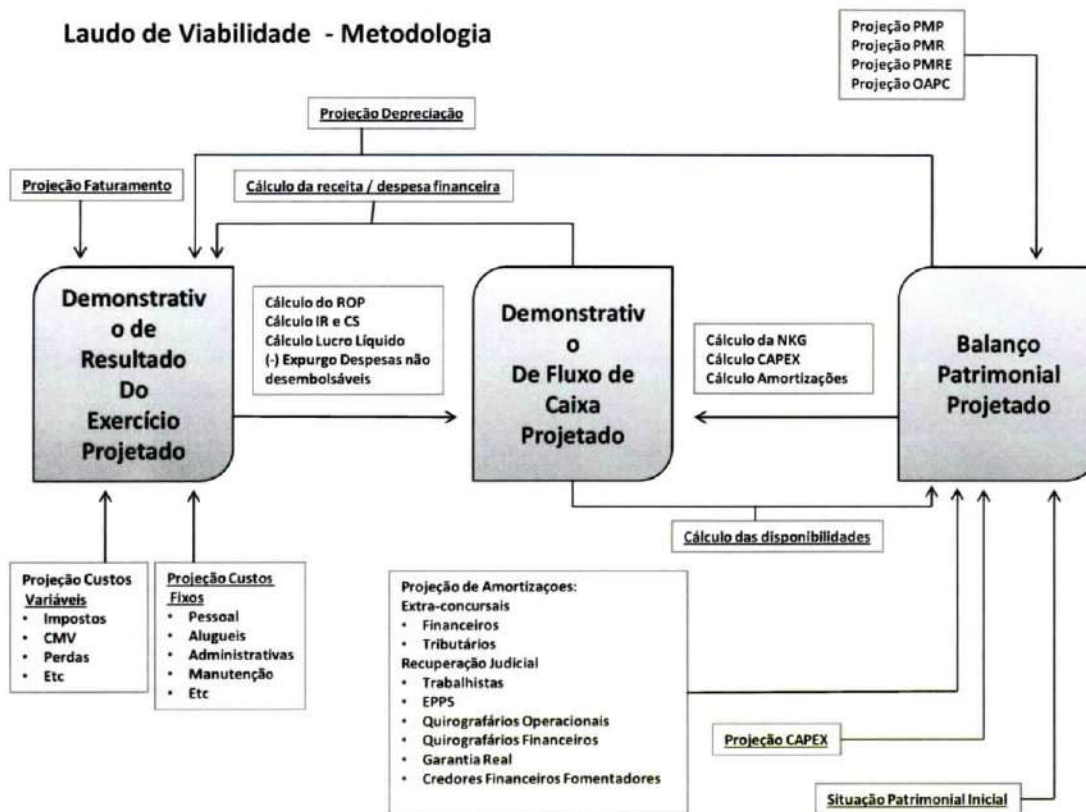 Laudo de Viabilidade - Metodologia
Projeção PMP
Projeção PMR
Projeção PMRE
Projeção OAPC
Projeção Depreciação
Projeção Faturamento
Cálculo da receita / despesa financeira
Demonstrativ
o de
Resultado
Do
Exercício
Projetado
Cálculo do ROP
Cálculo IR e CS
Cálculo Lucro Líquido
(-) Expurgo Despesas não
desembolsáveis
Demonstrativ
o
De Fluxo de
Caixa
Projetado
Cálculo da NKG
Cálculo CAPEX
Cálculo Amortizações
Balanço
Patrimonial
Projetado
Cálculo das disponibilidades
Projeção Custos
Variáveis
• Impostos
• CMV
• Perdas
• Etc
Projeção Custos
Fixos
• Pessoal
• Alugueis
• Administrativas
• Manutenção
• Etc
Projeção de Amortizaçoes:
Extra-concursais
• Financeiros
• Tributários
Recuperação Judicial
• Trabalhistas
• EPPS
• Quirografários Operacionais
• Quirografários Financeiros
• Garantia Real
• Credores Financeiros Fomentadores
Projeção CAPEX
Situação Patrimonial Inicial